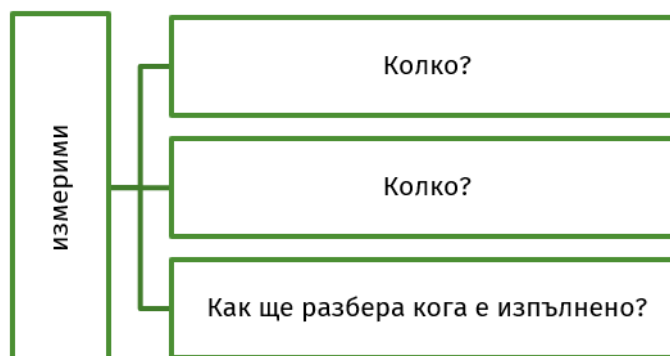 измерими
Колко?
Колко?
Как ще разбера кога е изпълнено?